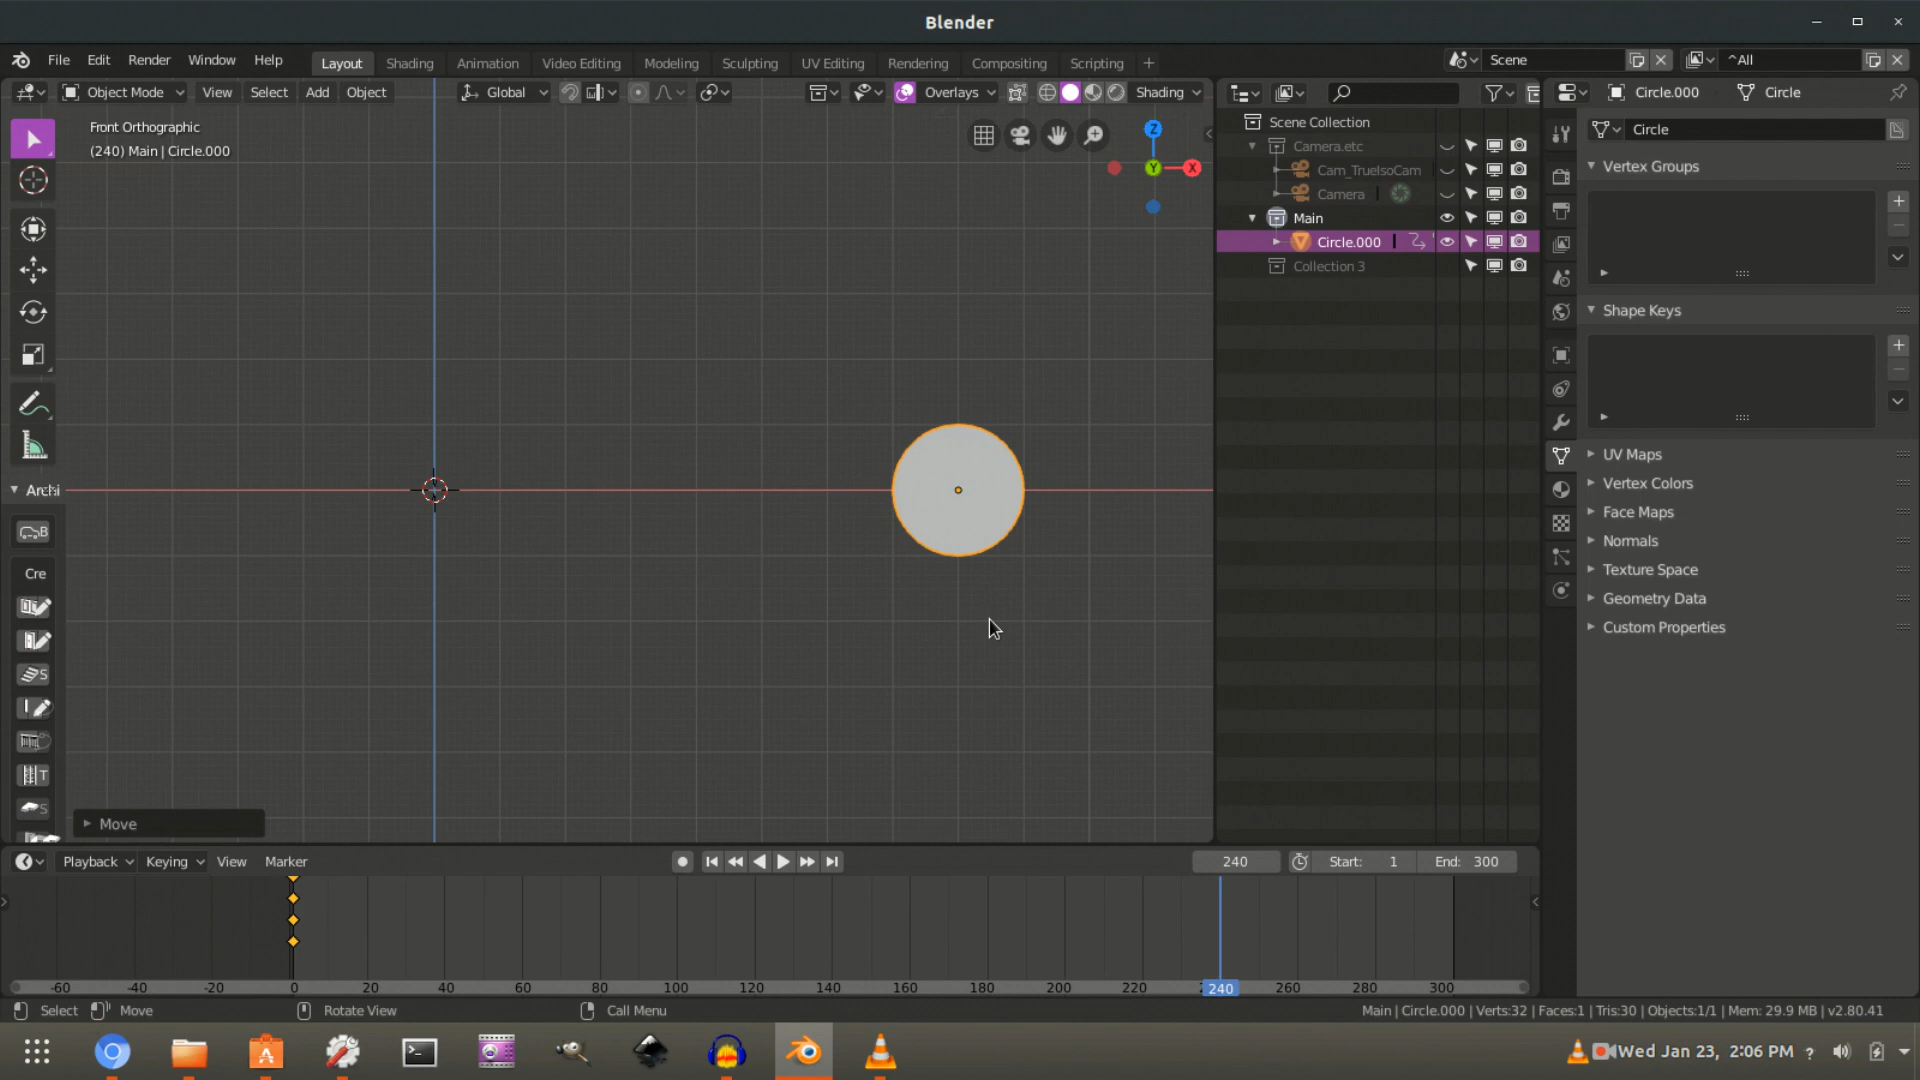 Blender
File Edit Render Window Help Layout Shading Animation Video Editing Modeling Sculpting UV Editing Rendering Compositing Scripting + Scene ^All
Object Mode View Select Add Object Global Overlays Shading Circle.000 Circle
Front Orthographic
(240) Main | Circle.000
Z
Y X
Scene Collection
Camera.etc
Cam_TrueIsoCam
Camera
Main
Circle.000
Collection 3
Circle
Vertex Groups
Shape Keys
UV Maps
Vertex Colors
Face Maps
Normals
Texture Space
Geometry Data
Custom Properties
Archi
B
Cre
S
T
S
Move
Playback Keying View Marker 240 Start: 1 End: 300
-60 -40 -20 0 20 40 60 80 100 120 140 160 180 200 220 240 260 280 300
Select Move Rotate View Call Menu Main | Circle.000 | Verts:32 | Faces:1 | Tris:30 | Objects:1/1 | Mem: 29.9 MB | v2.80.41
Wed Jan 23, 2:06 PM ?